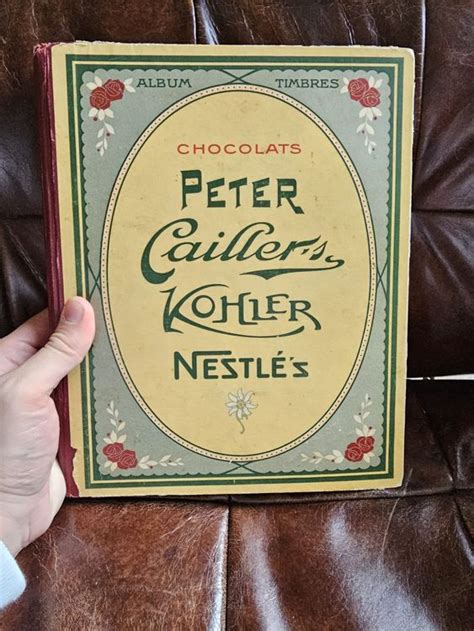 ALBUM TIMBRES
CHOCOLATS
PETER
Cailler's
KOHLER
NESTLÉ'S